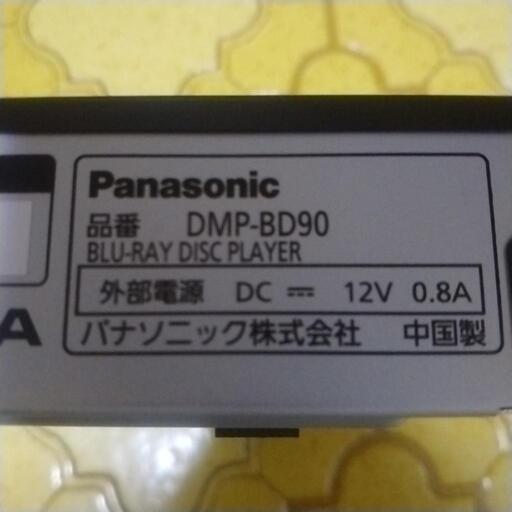 Panasonic
品番 DMP-BD90
BLU-RAY DISC PLAYER
外部電源 DC ⎓ 12V 0.8A
パナソニック株式会社 中国製
A